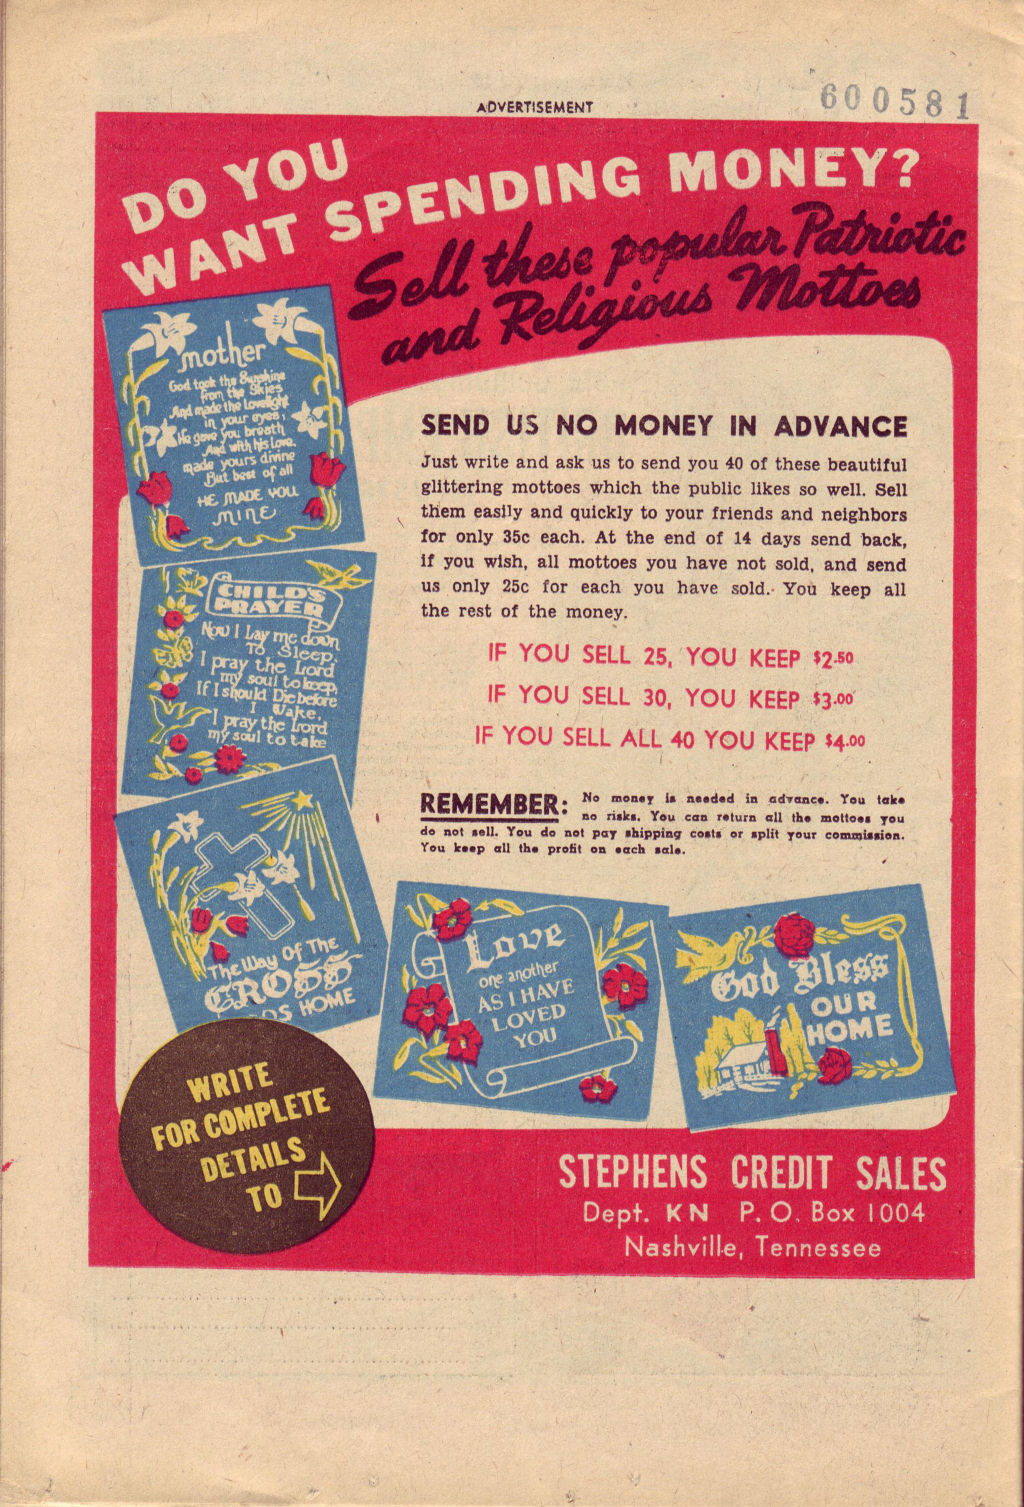 ADVERTISEMENT
600581
DO YOU
WANT SPENDING MONEY?
Sell these popular Patriotic
and Religious Mottoes
mother
God took the Sunshine
from the Skies
And made the Lovelight
in your eyes,
He gave you breath
And with his Love.
made yours divine
But best of all
HE MADE YOU
MINE
SEND US NO MONEY IN ADVANCE
Just write and ask us to send you 40 of these beautiful
glittering mottoes which the public likes so well. Sell
them easily and quickly to your friends and neighbors
for only 35c each. At the end of 14 days send back,
if you wish, all mottoes you have not sold, and send
us only 25c for each you have sold. You keep all
the rest of the money.
IF YOU SELL 25, YOU KEEP $2.50
IF YOU SELL 30, YOU KEEP $3.00
IF YOU SELL ALL 40 YOU KEEP $4.00
CHILD'S
PRAYER
Now I Lay me down
To Sleep,
I pray the Lord
my soul to keep,
If I should Die before
I Wake,
I pray the Lord
my soul to take
REMEMBER: No money is needed in advance. You take
no risks. You can return all the mottoes you
do not sell. You do not pay shipping costs or split your commission.
You keep all the profit on each sale.
The Way Of The
CROSS
HOME
Love
one another
AS I HAVE
LOVED
YOU
God Bless
OUR
HOME
WRITE
FOR COMPLETE
DETAILS
TO
STEPHENS CREDIT SALES
Dept. KN P. O. Box 1004
Nashville, Tennessee